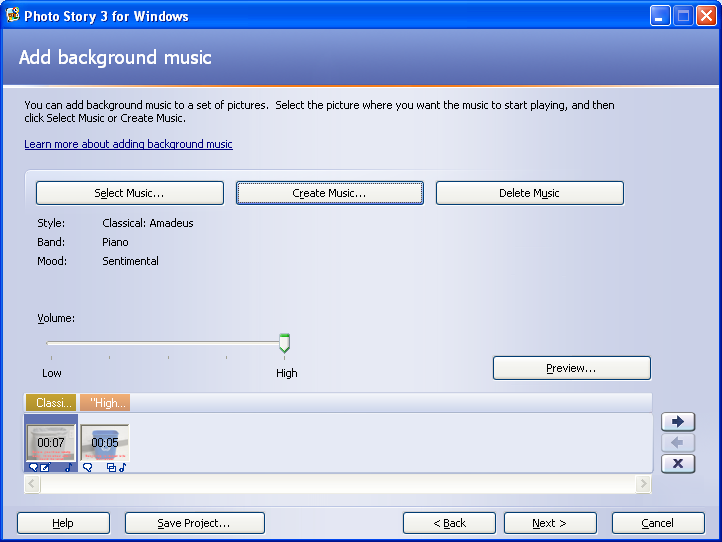 Photo Story 3 for Windows
Add background music
You can add background music to a set of pictures.  Select the picture where you want the music to start playing, and then
click Select Music or Create Music.
Learn more about adding background music
Select Music... Create Music... Delete Music
Style: Classical: Amadeus
Band: Piano
Mood: Sentimental
Volume:
Low High
Preview...
Classi... "High...
00:07 00:05
Help Save Project... < Back Next > Cancel